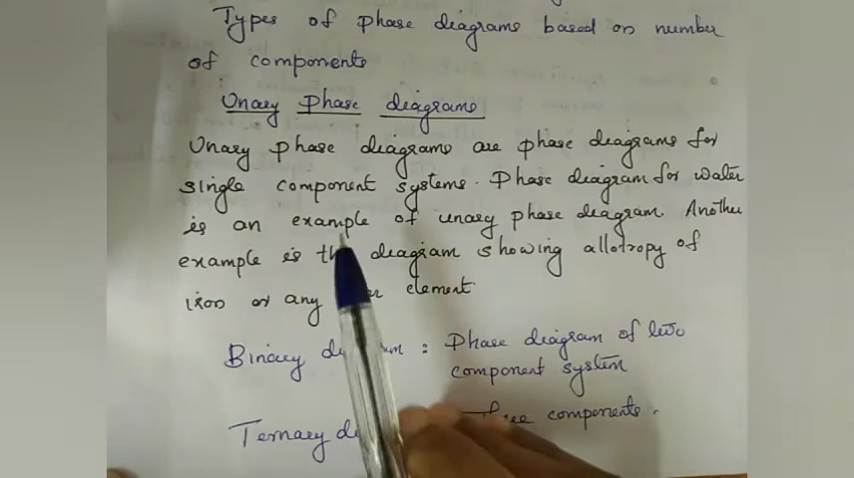 Types of phase diagrams based on number
of components
Unary Phase diagrams
Unary phase diagrams are phase diagrams for
single component systems. Phase diagram for water
is an example of unary phase diagram. Another
example is diagram showing allotropy of
iron or any element
Binary : Phase diagram of two
component system
Ternary components.